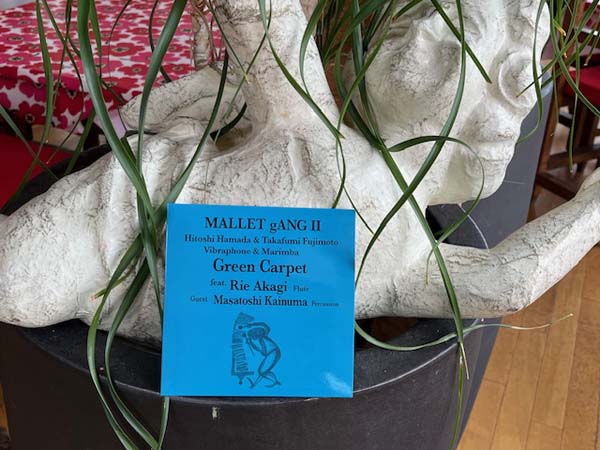 MALLET gANG II
Hitoshi Hamada & Takafumi Fujimoto
Vibraphone & Marimba
Green Carpet
feat. Rie Akagi Flute
Guest Masatoshi Kainuma Percussion